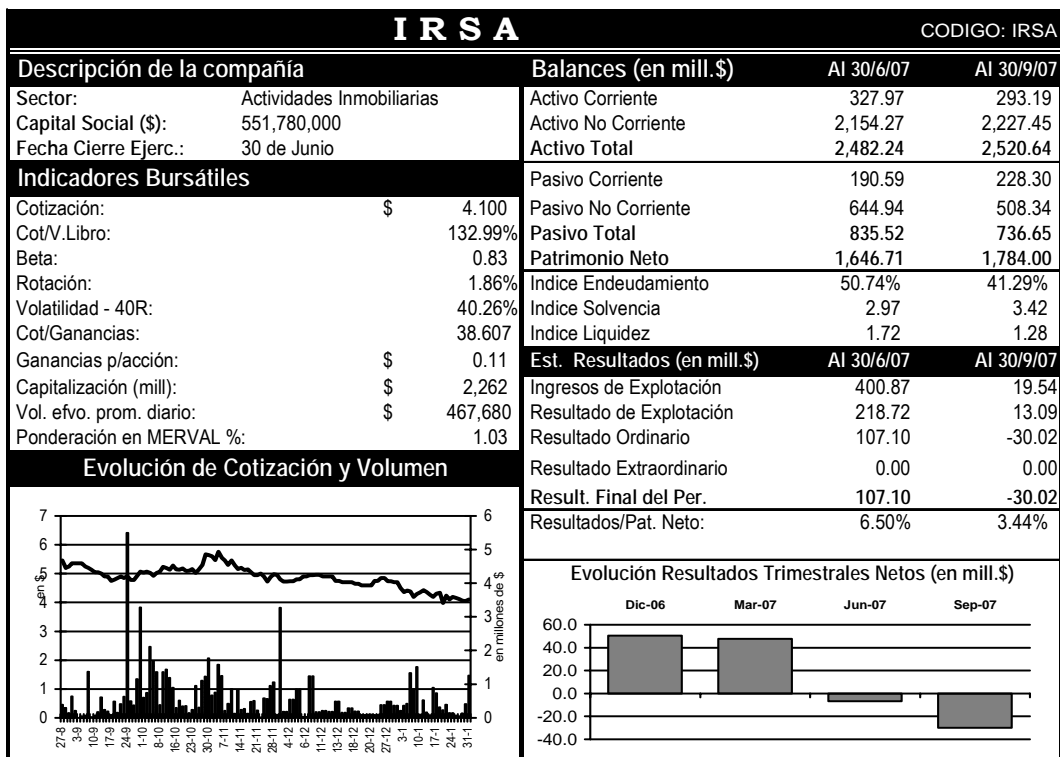 I R S A CODIGO: IRSA
Descripción de la compañía
Sector: Actividades Inmobiliarias
Capital Social ($): 551,780,000
Fecha Cierre Ejerc.: 30 de Junio
Indicadores Bursátiles
Cotización: $ 4.100
Cot/V.Libro: 132.99%
Beta: 0.83
Rotación: 1.86%
Volatilidad - 40R: 40.26%
Cot/Ganancias: 38.607
Ganancias p/acción: $ 0.11
Capitalización (mill): $ 2,262
Vol. efvo. prom. diario: $ 467,680
Ponderación en MERVAL %: 1.03
Evolución de Cotización y Volumen
7
6
5
4
3
2
1
0
en $
6
5
4
3
2
1
0
en millones de $
27-8 3-9 10-9 17-9 24-9 1-10 8-10 16-10 23-10 30-10 7-11 14-11 21-11 28-11 4-12 6-12 11-12 13-12 18-12 20-12 27-12 3-1 10-1 17-1 24-1 31-1
Balances (en mill.$) Al 30/6/07 Al 30/9/07
Activo Corriente 327.97 293.19
Activo No Corriente 2,154.27 2,227.45
Activo Total 2,482.24 2,520.64
Pasivo Corriente 190.59 228.30
Pasivo No Corriente 644.94 508.34
Pasivo Total 835.52 736.65
Patrimonio Neto 1,646.71 1,784.00
Indice Endeudamiento 50.74% 41.29%
Indice Solvencia 2.97 3.42
Indice Liquidez 1.72 1.28
Est. Resultados (en mill.$) Al 30/6/07 Al 30/9/07
Ingresos de Explotación 400.87 19.54
Resultado de Explotación 218.72 13.09
Resultado Ordinario 107.10 -30.02
Resultado Extraordinario 0.00 0.00
Result. Final del Per. 107.10 -30.02
Resultados/Pat. Neto: 6.50% 3.44%
Evolución Resultados Trimestrales Netos (en mill.$)
Dic-06 Mar-07 Jun-07 Sep-07
60.0
40.0
20.0
0.0
-20.0
-40.0